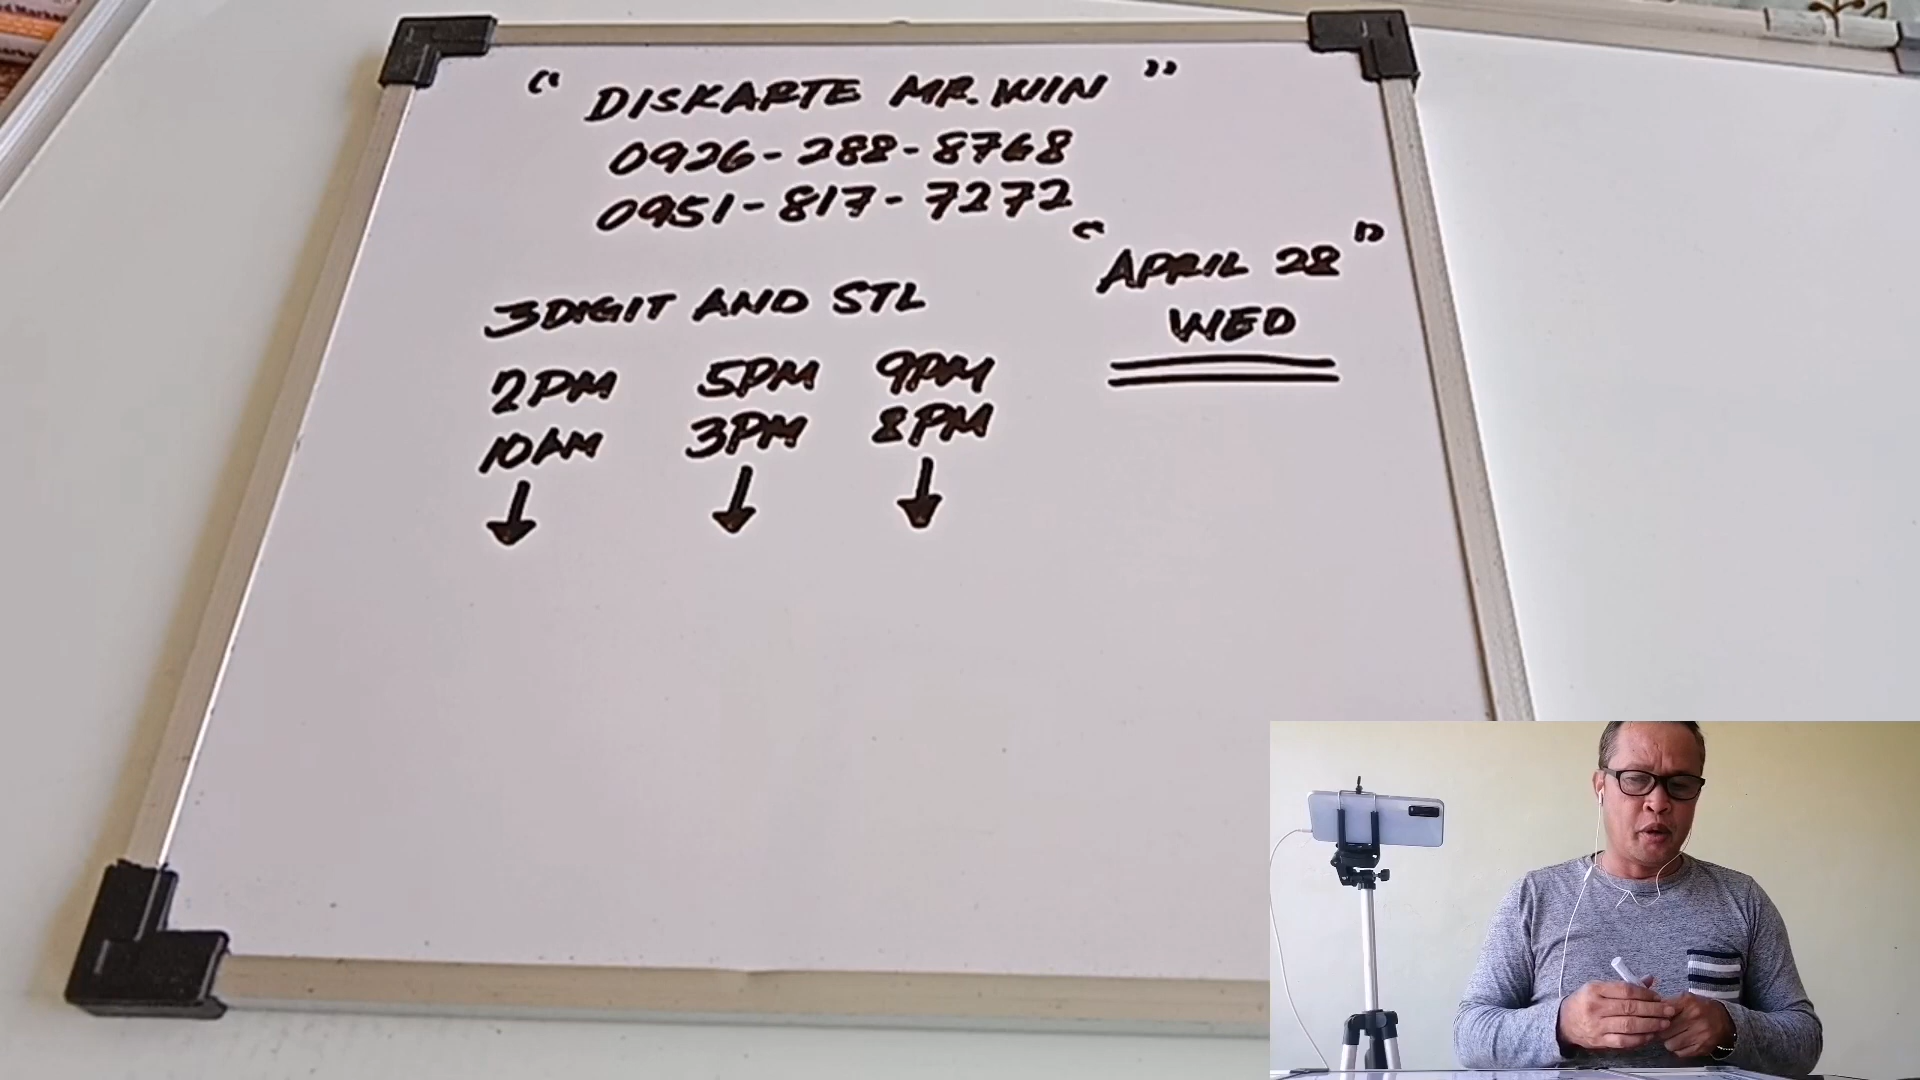 " DISKARTE MR. WIN "
0926-288-8768
0951-817-7272
" APRIL 28 "
WED
3DIGIT AND STL
2PM 5PM 9PM
10AM 3PM 8PM